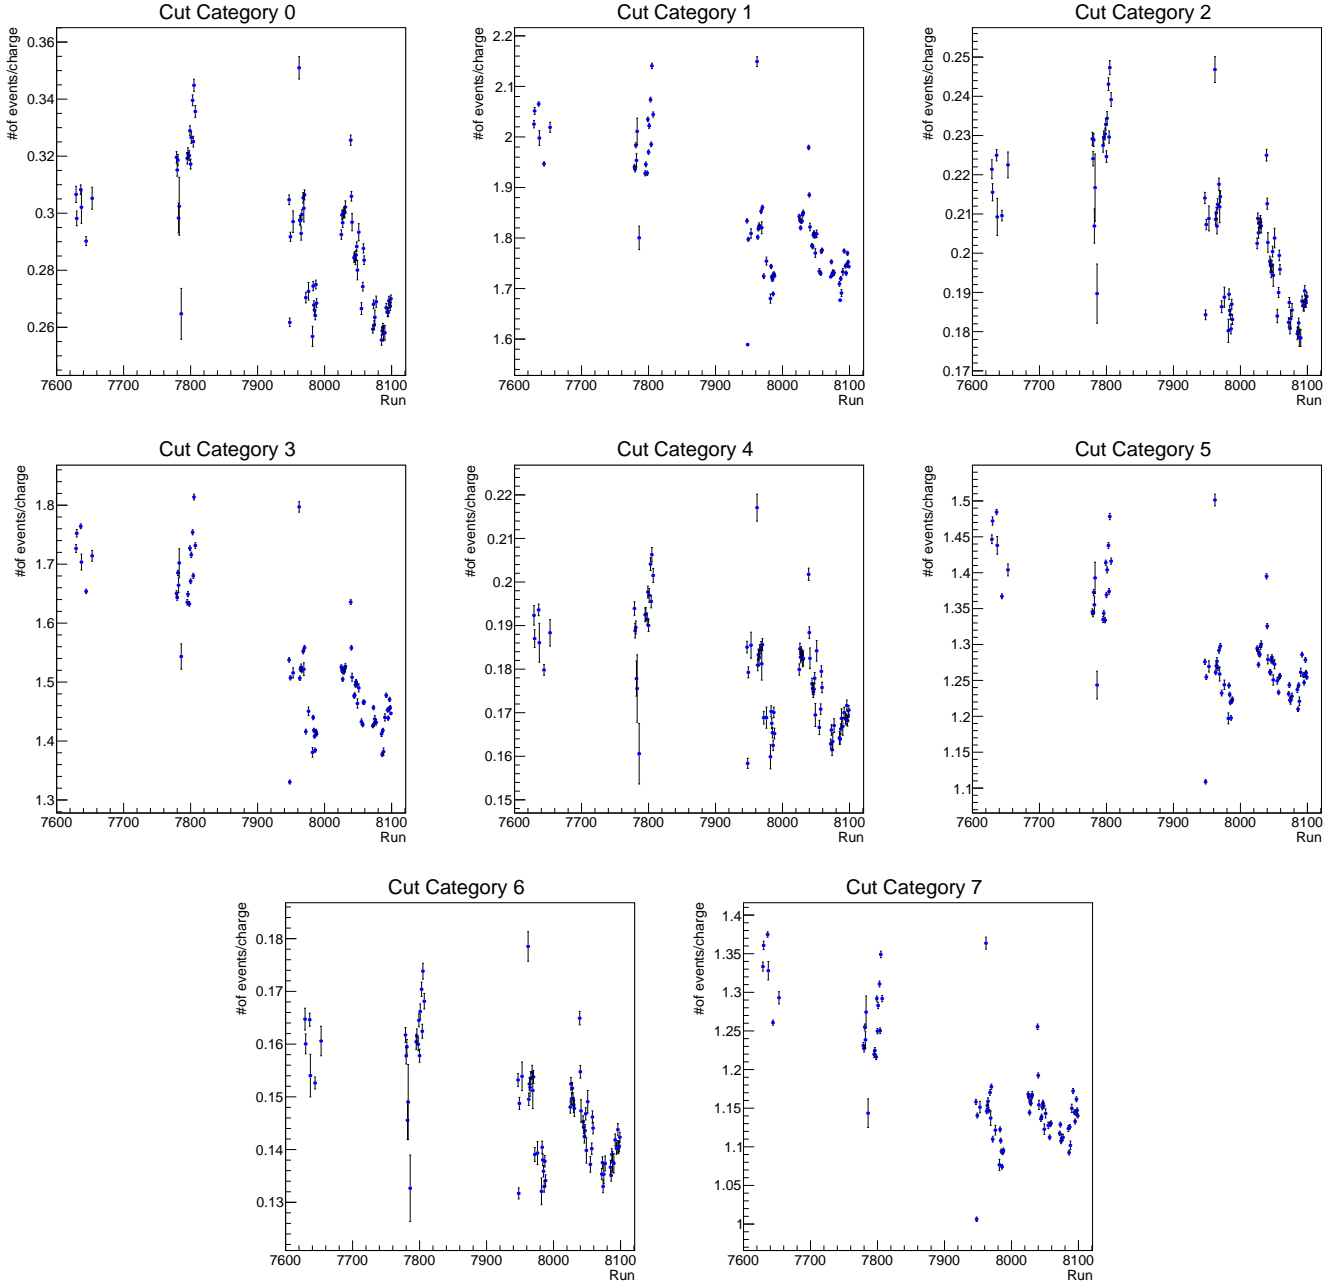 Cut Category 0
#of events/charge
0.36
0.34
0.32
0.3
0.28
0.26
7600 7700 7800 7900 8000 8100
Run
Cut Category 1
#of events/charge
2.2
2.1
2
1.9
1.8
1.7
1.6
7600 7700 7800 7900 8000 8100
Run
Cut Category 2
#of events/charge
0.25
0.24
0.23
0.22
0.21
0.2
0.19
0.18
0.17
7600 7700 7800 7900 8000 8100
Run
Cut Category 3
#of events/charge
1.8
1.7
1.6
1.5
1.4
1.3
7600 7700 7800 7900 8000 8100
Run
Cut Category 4
#of events/charge
0.22
0.21
0.2
0.19
0.18
0.17
0.16
0.15
7600 7700 7800 7900 8000 8100
Run
Cut Category 5
#of events/charge
1.5
1.45
1.4
1.35
1.3
1.25
1.2
1.15
1.1
7600 7700 7800 7900 8000 8100
Run
Cut Category 6
#of events/charge
0.18
0.17
0.16
0.15
0.14
0.13
7600 7700 7800 7900 8000 8100
Run
Cut Category 7
#of events/charge
1.4
1.35
1.3
1.25
1.2
1.15
1.1
1.05
1
7600 7700 7800 7900 8000 8100
Run